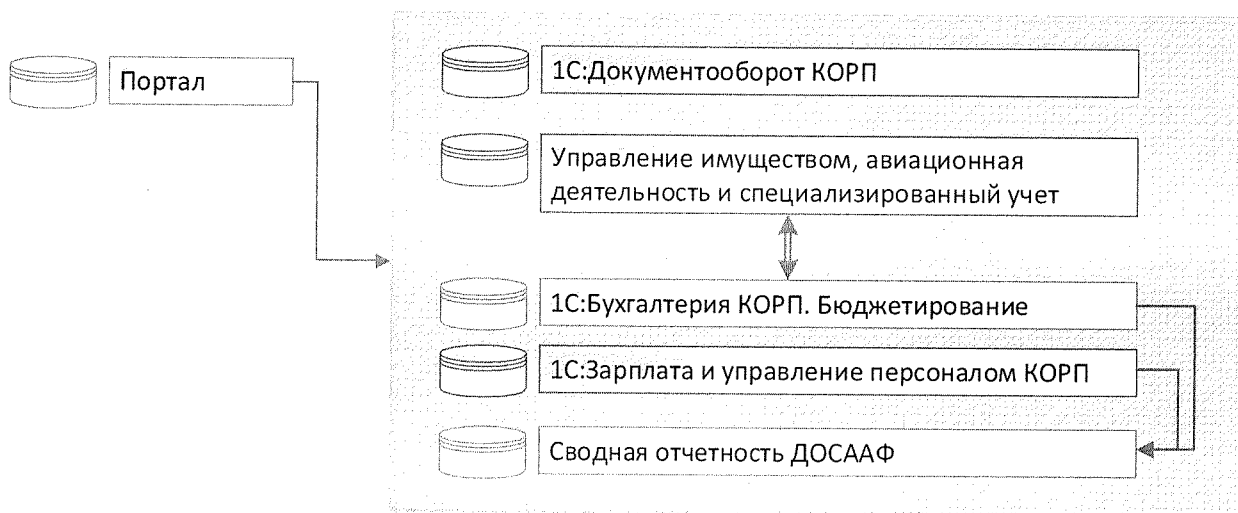 Портал
1С:Документооборот КОРП
Управление имуществом, авиационная
деятельность и специализированный учет
1С:Бухгалтерия КОРП. Бюджетирование
1С:Зарплата и управление персоналом КОРП
Сводная отчетность ДОСААФ